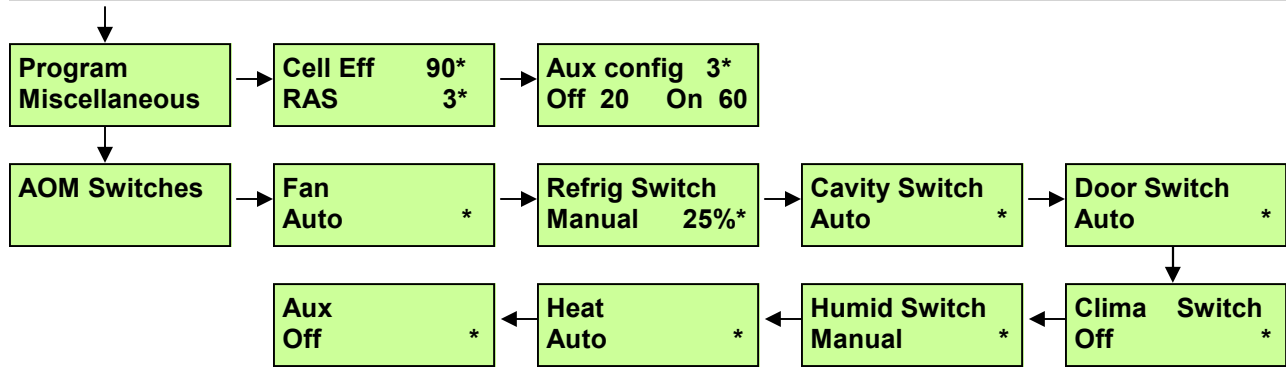 Program
Miscellaneous
Cell Eff 90*
RAS 3*
Aux config 3*
Off 20 On 60
AOM Switches
Fan
Auto *
Refrig Switch
Manual 25%*
Cavity Switch
Auto *
Door Switch
Auto *
Clima Switch
Off *
Humid Switch
Manual *
Heat
Auto *
Aux
Off *